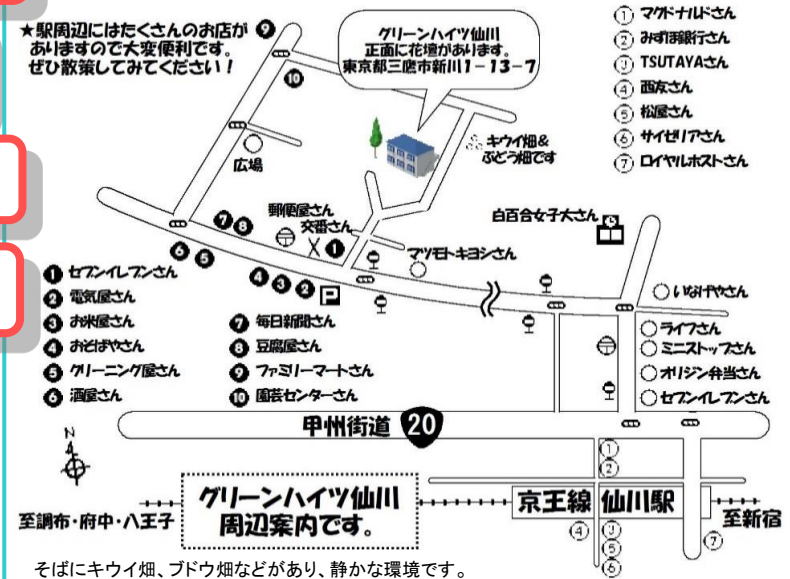 ★駅周辺にはたくさんのお店が
ありますので大変便利です。
ぜひ散策してみてください！
❾
❿
グリーンハイツ仙川
正面に花壇があります。
東京都三鷹市新川1-13-7
① マクドナルドさん
② みずほ銀行さん
③ TSUTAYAさん
④ 西友さん
⑤ 松屋さん
⑥ サイゼリアさん
⑦ ロイヤルホストさん
広場
キウイ畑&
ぶどう畑です
郵便屋さん
交番さん
❼❽
X❶
白百合女子大さん
マツモトキヨシさん
❻❺
❹❸❷P
❶ セブンイレブンさん
❷ 電気屋さん
❸ お米屋さん
❹ おそばやさん
❺ クリーニング屋さん
❻ 酒屋さん
❼ 毎日新聞さん
❽ 豆腐屋さん
❾ ファミリーマートさん
❿ 園芸センターさん
いなげやさん
ライフさん
ミニストップさん
オリジン弁当さん
セブンイレブンさん
甲州街道 20
N
①
②
グリーンハイツ仙川
周辺案内です。
京王線 仙川駅
至調布・府中・八王子
至新宿
④ ③
⑤
⑥
⑦
そばにキウイ畑、ブドウ畑などがあり、静かな環境です。